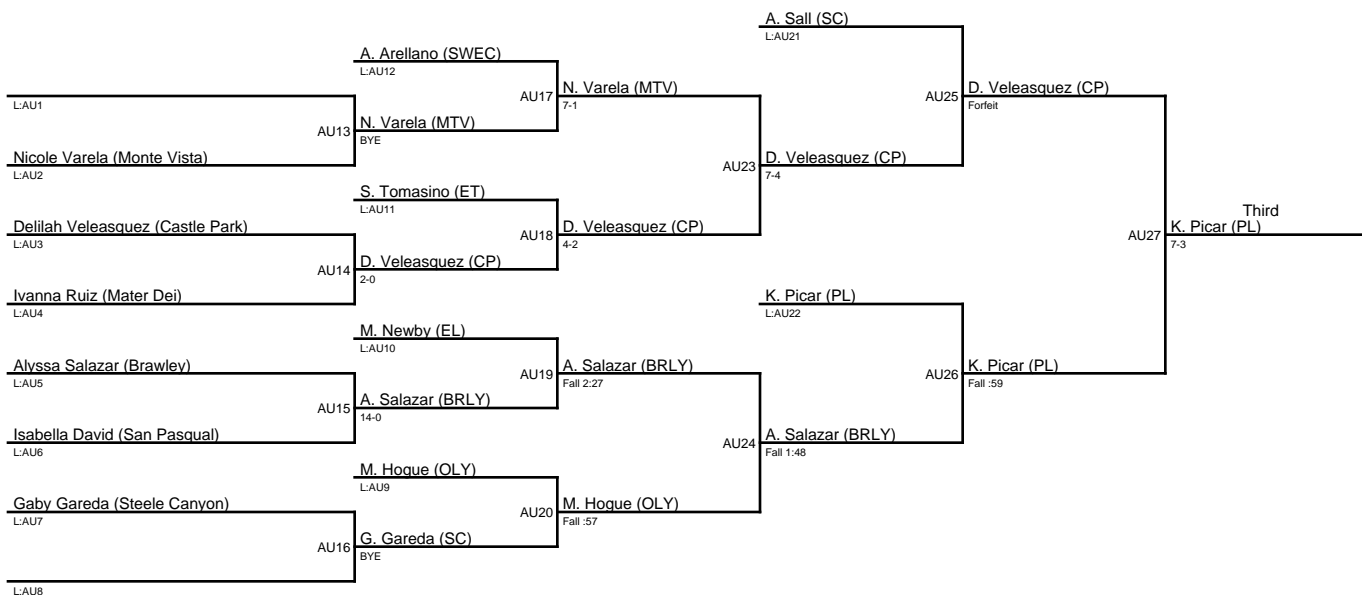 A. Sall (SC)
L:AU21
A. Arellano (SWEC)
L:AU12
L:AU1
AU17
N. Varela (MTV)
7-1
AU25
D. Veleasquez (CP)
Forfeit
AU13
N. Varela (MTV)
BYE
Nicole Varela (Monte Vista)
L:AU2
AU23
D. Veleasquez (CP)
7-4
S. Tomasino (ET)
L:AU11
Delilah Veleasquez (Castle Park)
L:AU3
AU18
D. Veleasquez (CP)
4-2
AU27
Third
K. Picar (PL)
7-3
AU14
D. Veleasquez (CP)
2-0
Ivanna Ruiz (Mater Dei)
L:AU4
K. Picar (PL)
L:AU22
M. Newby (EL)
L:AU10
Alyssa Salazar (Brawley)
L:AU5
AU19
A. Salazar (BRLY)
Fall 2:27
AU26
K. Picar (PL)
Fall :59
AU15
A. Salazar (BRLY)
14-0
Isabella David (San Pasqual)
L:AU6
AU24
A. Salazar (BRLY)
Fall 1:48
M. Hogue (OLY)
L:AU9
Gaby Gareda (Steele Canyon)
L:AU7
AU20
M. Hogue (OLY)
Fall :57
AU16
G. Gareda (SC)
BYE
L:AU8